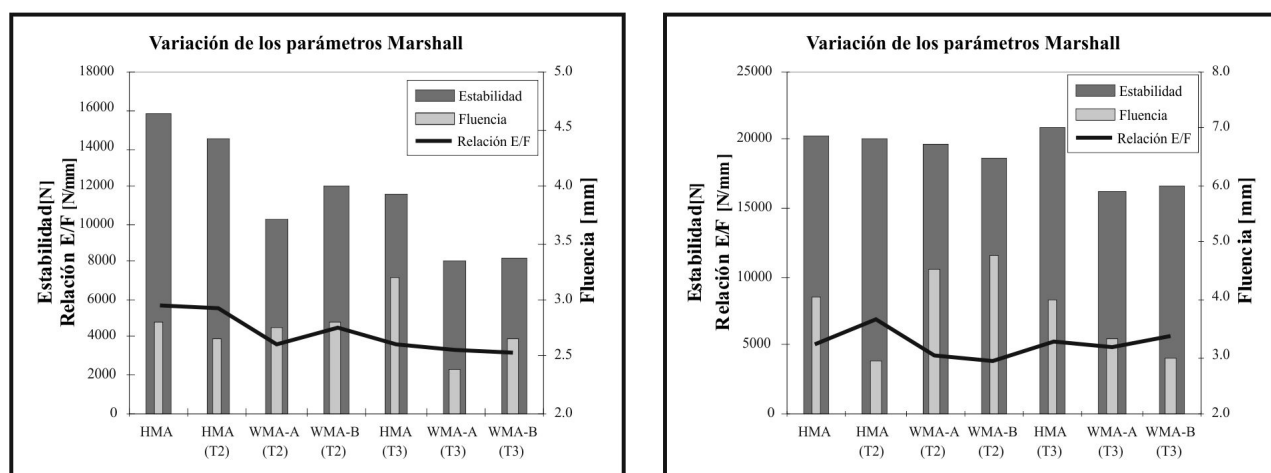 Variación de los parámetros Marshall
18000
16000
14000
12000
10000
8000
6000
4000
2000
0
Estabilidad[N]
Relación E/F [N/mm]
5.0
4.5
4.0
3.5
3.0
2.5
2.0
Fluencia [mm]
Estabilidad
Fluencia
Relación E/F
HMA HMA WMA-A WMA-B HMA WMA-A WMA-B
(T2) (T2) (T2) (T3) (T3) (T3)
Variación de los parámetros Marshall
25000
20000
15000
10000
5000
0
Estabilidad[N]
Relación E/F [N/mm]
8.0
7.0
6.0
5.0
4.0
3.0
2.0
Fluencia [mm]
Estabilidad
Fluencia
Relación E/F
HMA HMA WMA-A WMA-B HMA WMA-A WMA-B
(T2) (T2) (T2) (T3) (T3) (T3)